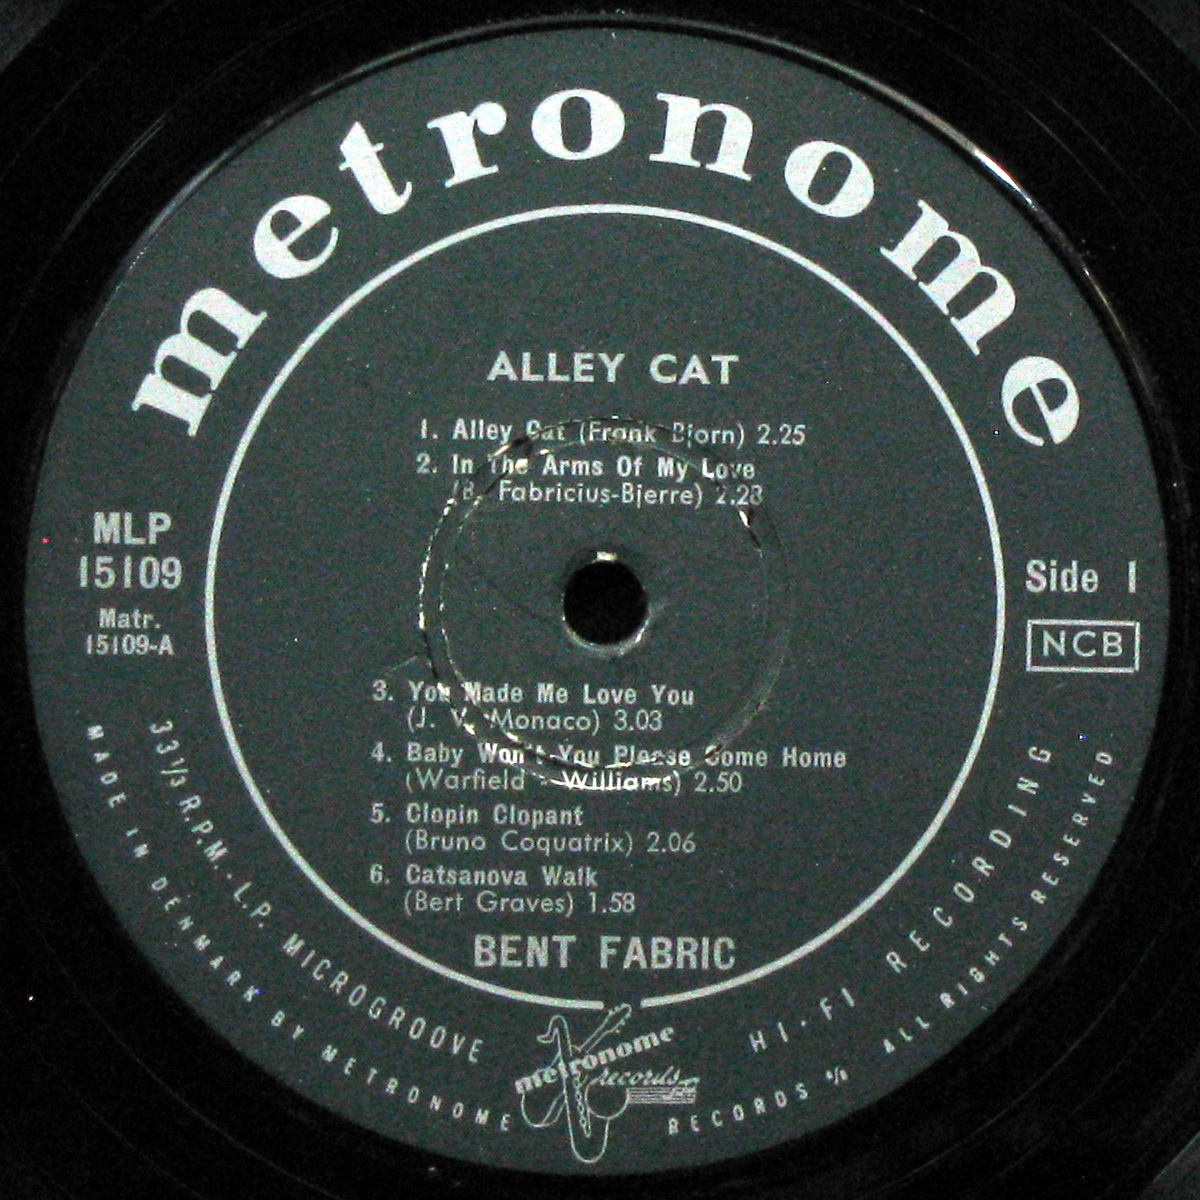 metronome
ALLEY CAT
1. Alley Cat (Frank Bjorn) 2.25
2. In The Arms Of My Love
(B. Fabricius-Bjerre) 2.28
MLP
15109
Matr.
15109-A
Side 1
NCB
3. You Made Me Love You
(J. V. Monaco) 3.03
4. Baby Won't You Please Come Home
(Warfield - Williams) 2.50
5. Clopin Clopant
(Bruno Coquatrix) 2.06
6. Catsanova Walk
(Bert Graves) 1.58
BENT FABRIC
33 1/3 R.P.M. - L.P. MICROGROOVE HI-FI RECORDING
MADE IN DENMARK BY METRONOME RECORDS A/S ALL RIGHTS RESERVED
metronome
records